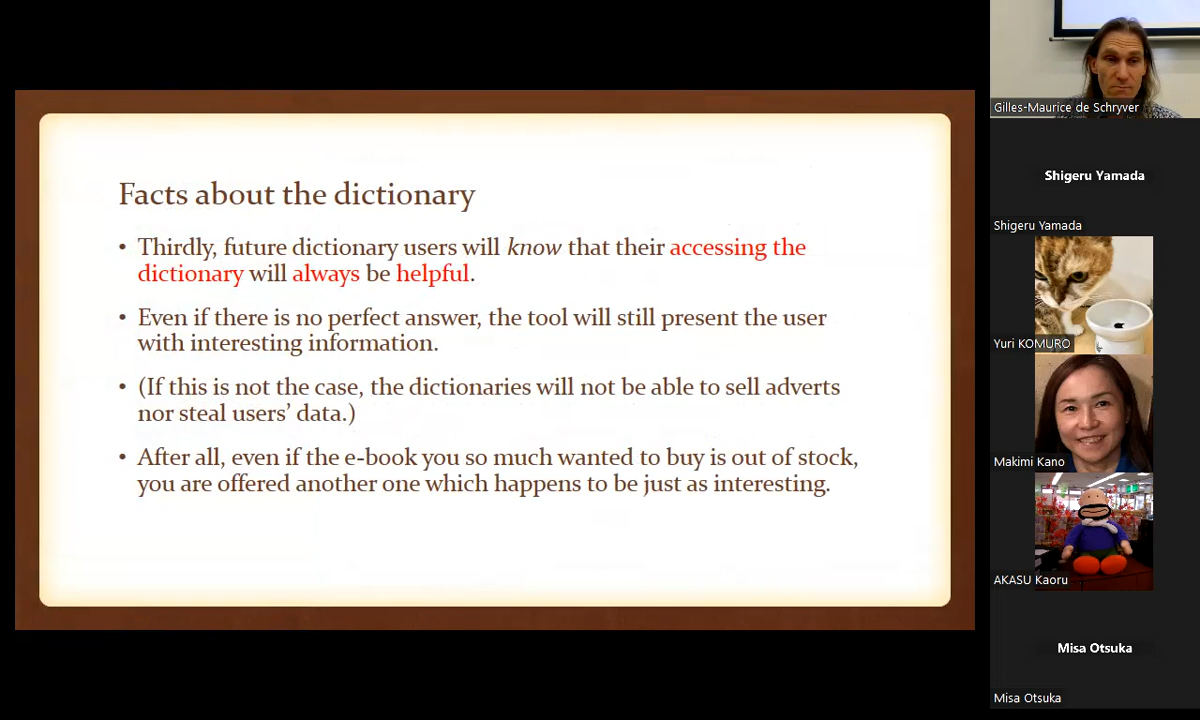 Facts about the dictionary
• Thirdly, future dictionary users will know that their accessing the
dictionary will always be helpful.
• Even if there is no perfect answer, the tool will still present the user
with interesting information.
• (If this is not the case, the dictionaries will not be able to sell adverts
nor steal users’ data.)
• After all, even if the e-book you so much wanted to buy is out of stock,
you are offered another one which happens to be just as interesting.
Gilles-Maurice de Schryver
Shigeru Yamada
Shigeru Yamada
Yuri KOMURO
Makimi Kano
AKASU Kaoru
Misa Otsuka
Misa Otsuka